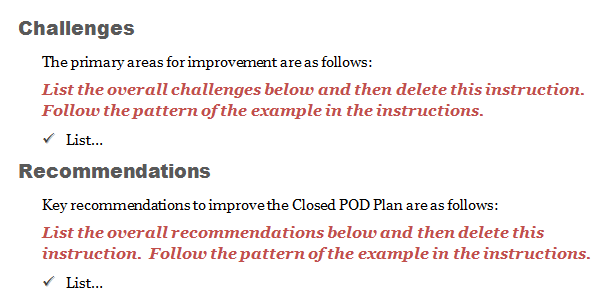 Challenges
The primary areas for improvement are as follows:
List the overall challenges below and then delete this instruction.
Follow the pattern of the example in the instructions.
✓ List...
Recommendations
Key recommendations to improve the Closed POD Plan are as follows:
List the overall recommendations below and then delete this
instruction.  Follow the pattern of the example in the instructions.
✓ List...